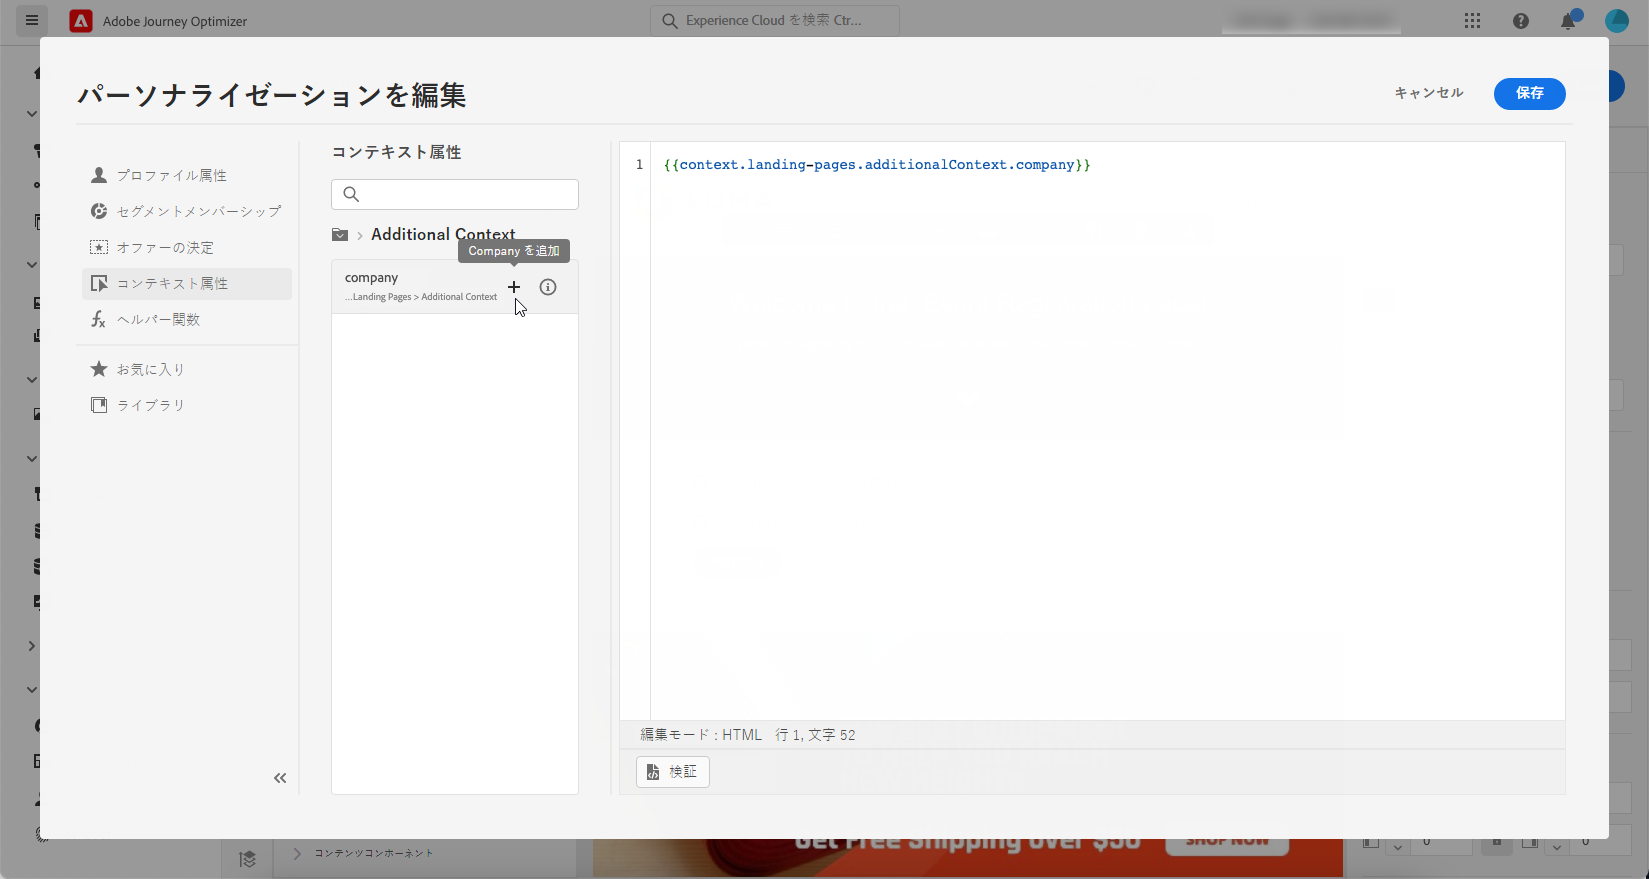 Adobe Journey Optimizer
Experience Cloud を検索 Ctr...
パーソナライゼーションを編集
キャンセル
保存
プロファイル属性
セグメントメンバーシップ
オファーの決定
コンテキスト属性
ヘルパー関数
お気に入り
ライブラリ
コンテキスト属性
Additional Context
Company を追加
company
...Landing Pages > Additional Context
1
{{context.landing-pages.additionalContext.company}}
編集モード : HTML 行 1, 文字 52
検証
コンテンツコンポーネント
Get Free Shipping Over $50
SHOP NOW
0
0